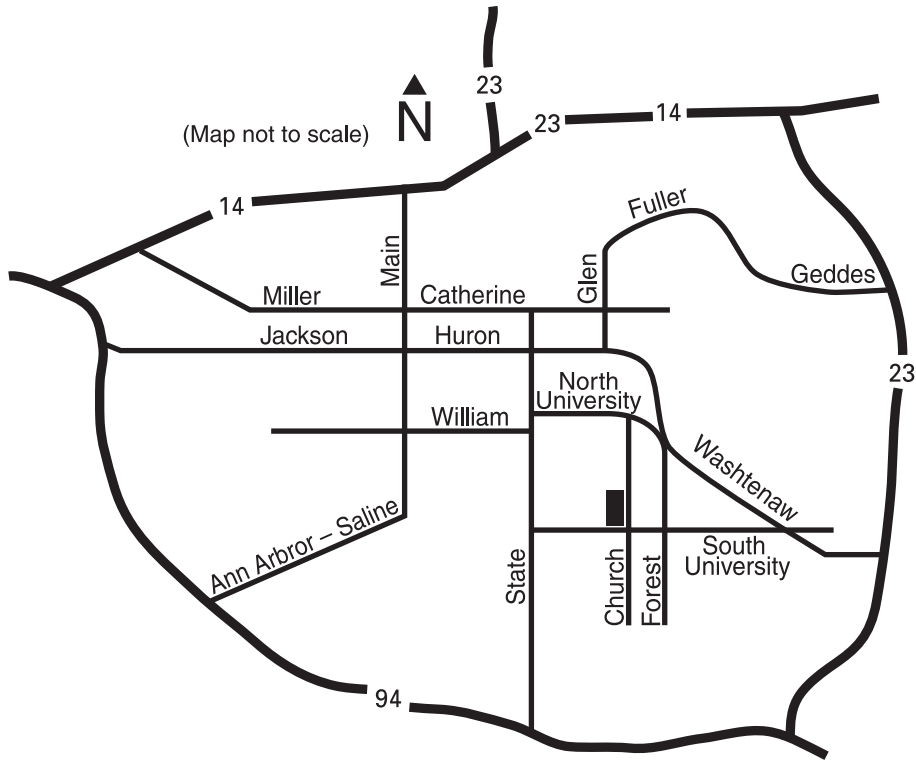 23
(Map not to scale)
N
23
14
14
Fuller
Main
Glen
Geddes
Miller
Catherine
Jackson
Huron
23
North
University
William
Washtenaw
Ann Arbror – Saline
State
Church
Forest
South
University
94